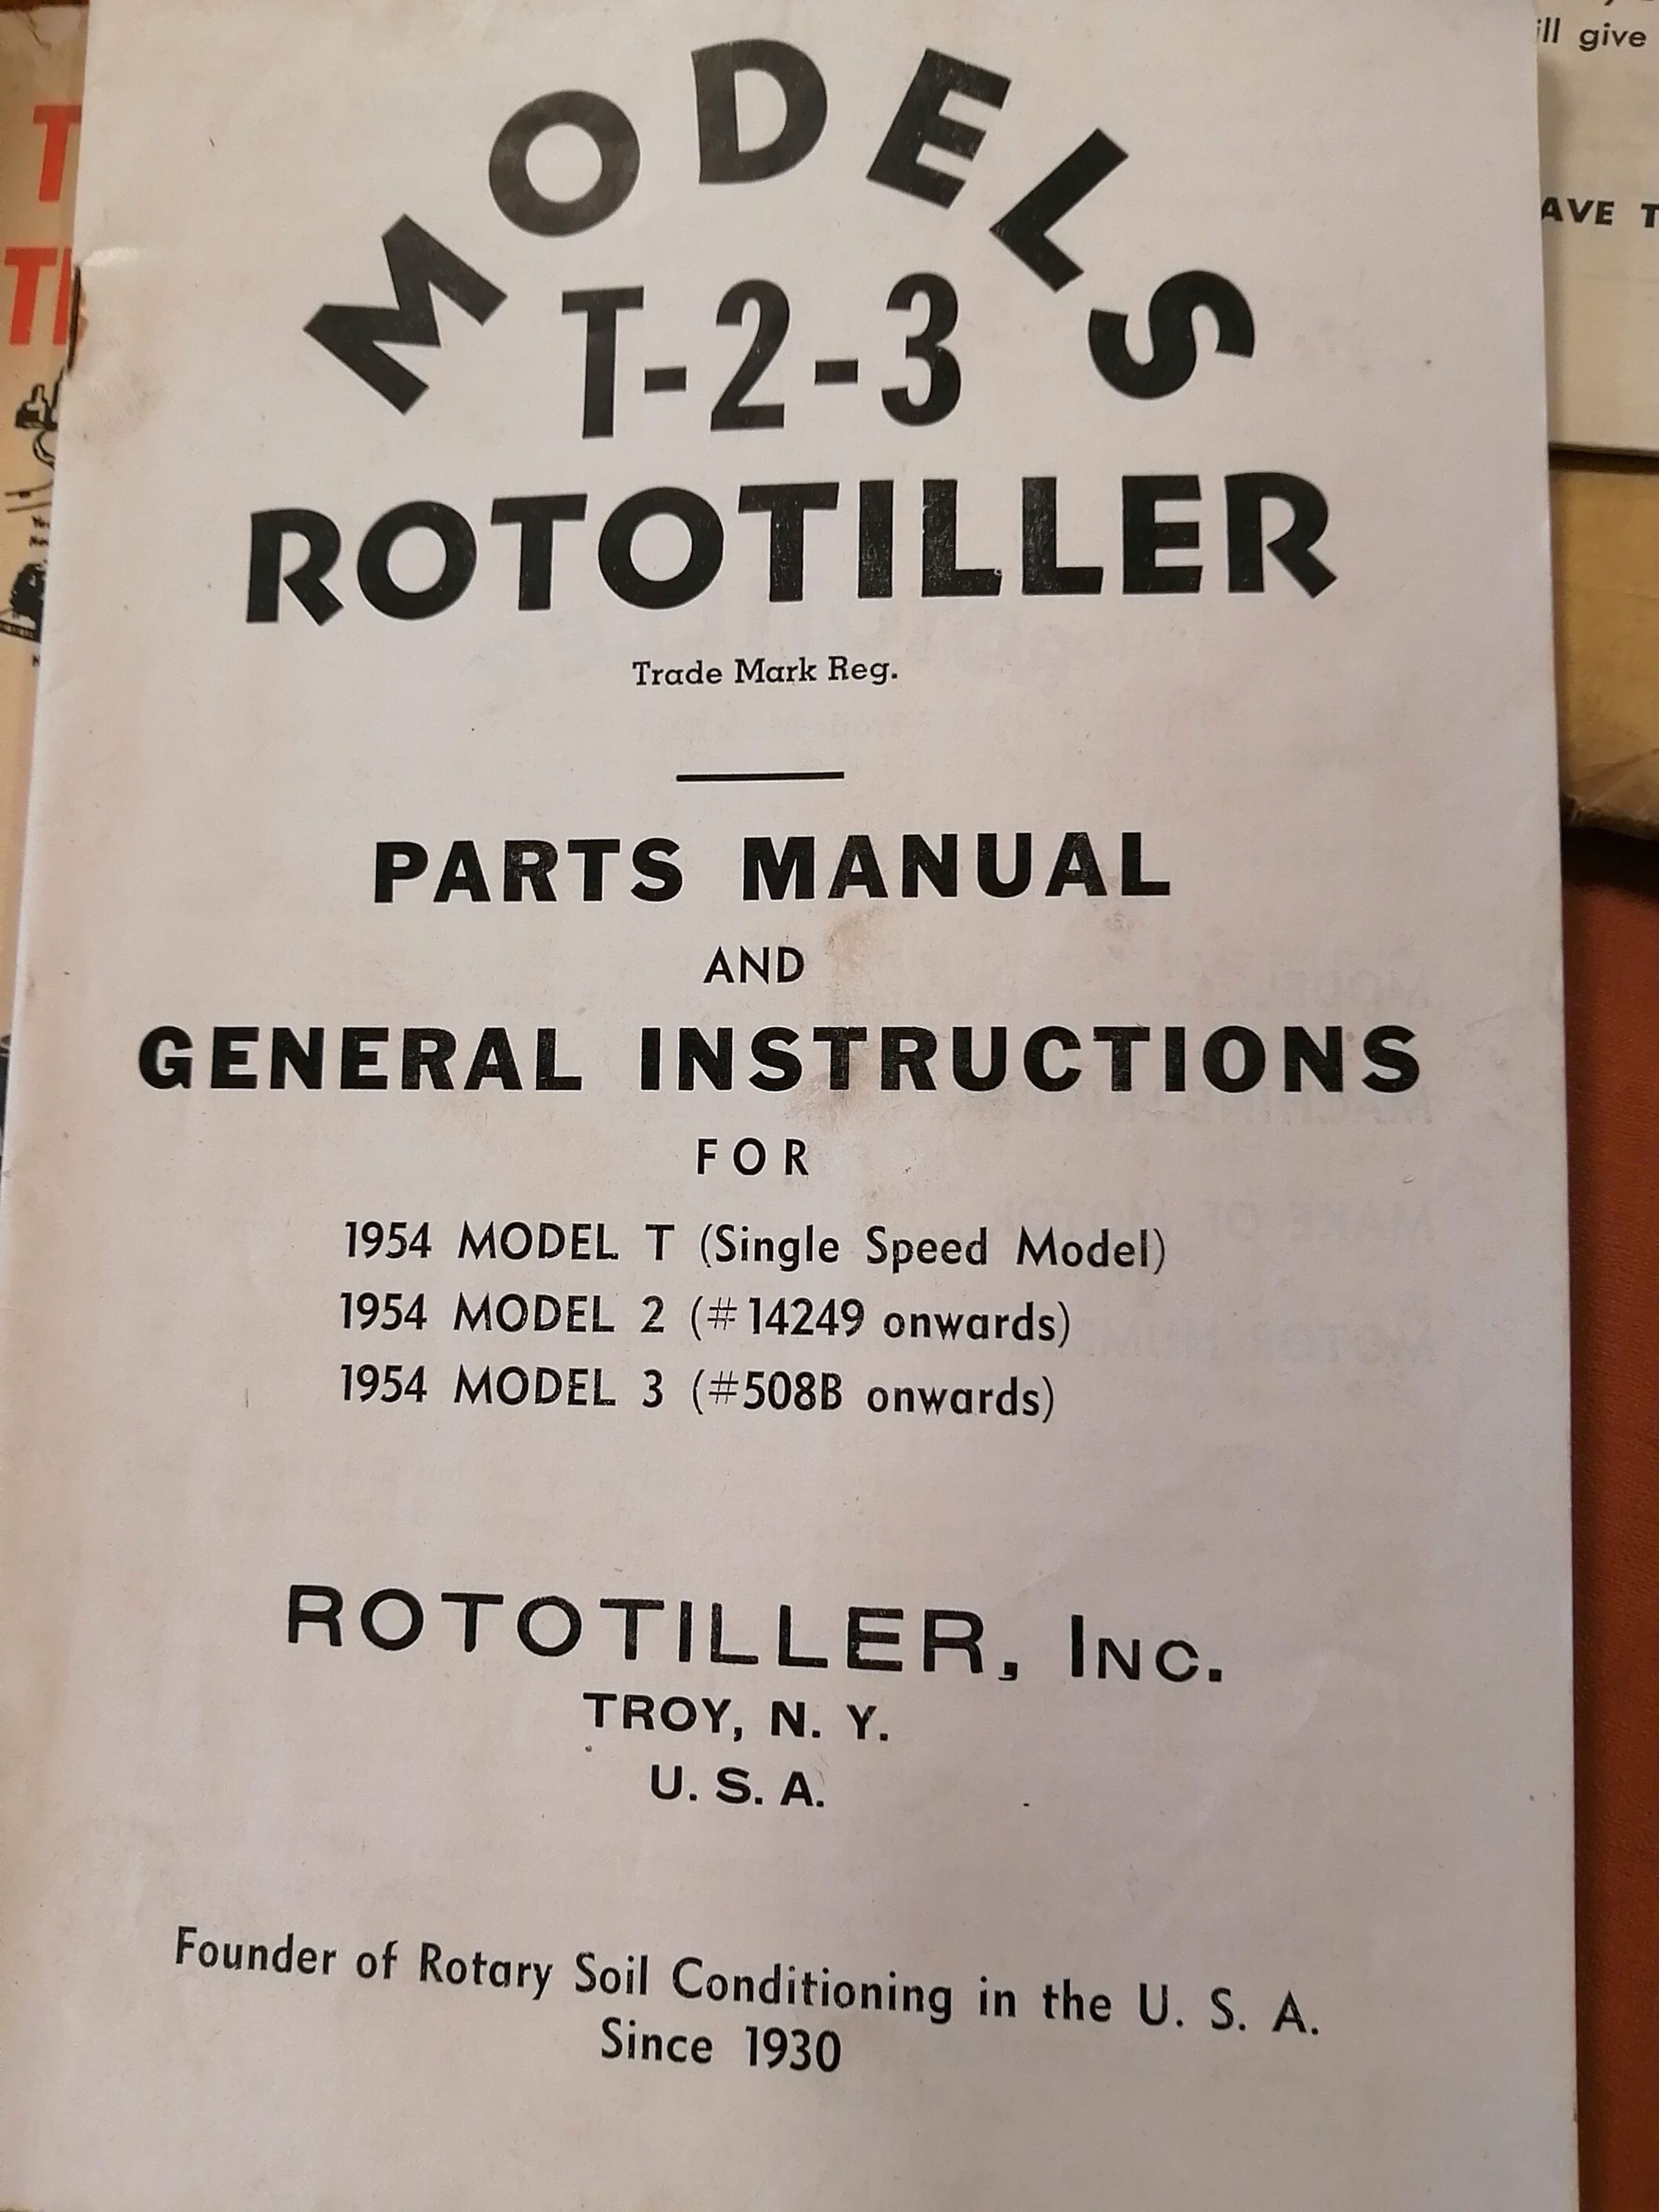 MODELS
T-2-3
ROTOTILLER
Trade Mark Reg.
PARTS MANUAL
AND
GENERAL INSTRUCTIONS
FOR
1954 MODEL T (Single Speed Model)
1954 MODEL 2 (#14249 onwards)
1954 MODEL 3 (#508B onwards)
ROTOTILLER, INC.
TROY, N. Y.
U. S. A.
Founder of Rotary Soil Conditioning in the U. S. A.
Since 1930
give